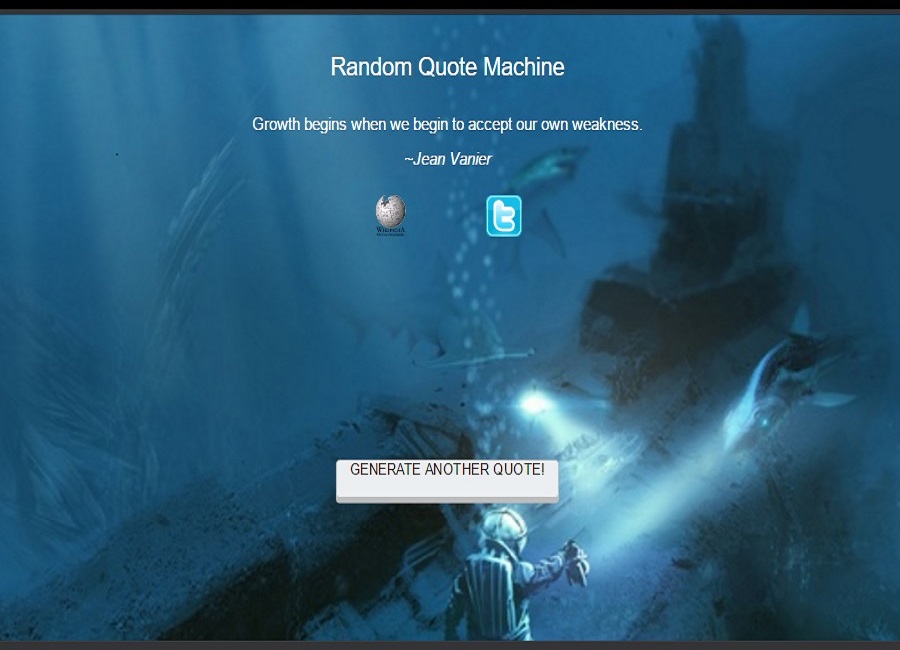 Random Quote Machine
Growth begins when we begin to accept our own weakness.
~Jean Vanier
WIKIPEDIA
GENERATE ANOTHER QUOTE!